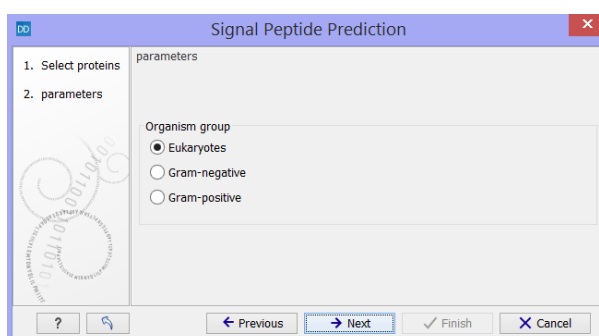 DD
Signal Peptide Prediction
1. Select proteins
2. parameters
parameters
Organism group
Eukaryotes
Gram-negative
Gram-positive
? Previous Next Finish Cancel